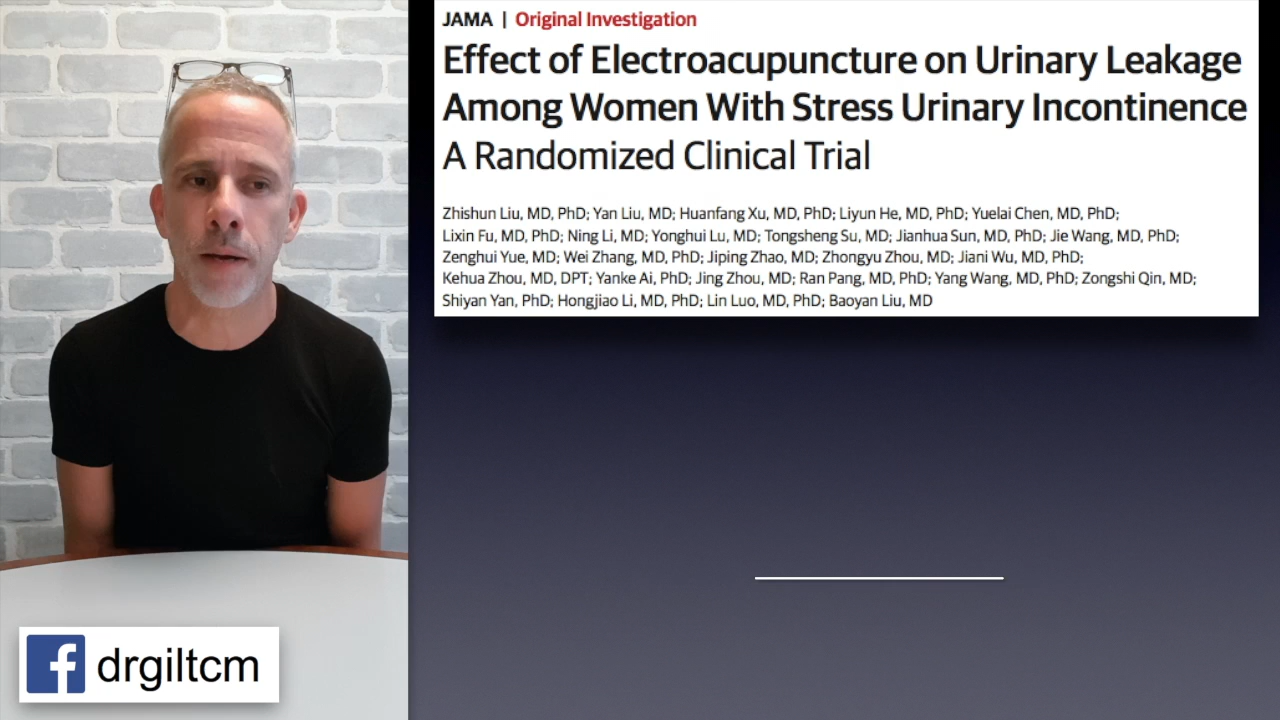 JAMA | Original Investigation
Effect of Electroacupuncture on Urinary Leakage
Among Women With Stress Urinary Incontinence
A Randomized Clinical Trial
Zhishun Liu, MD, PhD; Yan Liu, MD; Huanfang Xu, MD, PhD; Liyun He, MD, PhD; Yuelai Chen, MD, PhD;
Lixin Fu, MD, PhD; Ning Li, MD; Yonghui Lu, MD; Tongsheng Su, MD; Jianhua Sun, MD, PhD; Jie Wang, MD, PhD;
Zenghui Yue, MD; Wei Zhang, MD, PhD; Jiping Zhao, MD; Zhongyu Zhou, MD; Jiani Wu, MD, PhD;
Kehua Zhou, MD, DPT; Yanke Ai, PhD; Jing Zhou, MD; Ran Pang, MD, PhD; Yang Wang, MD, PhD; Zongshi Qin, MD;
Shiyan Yan, PhD; Hongjiao Li, MD, PhD; Lin Luo, MD, PhD; Baoyan Liu, MD
f drgiltcm